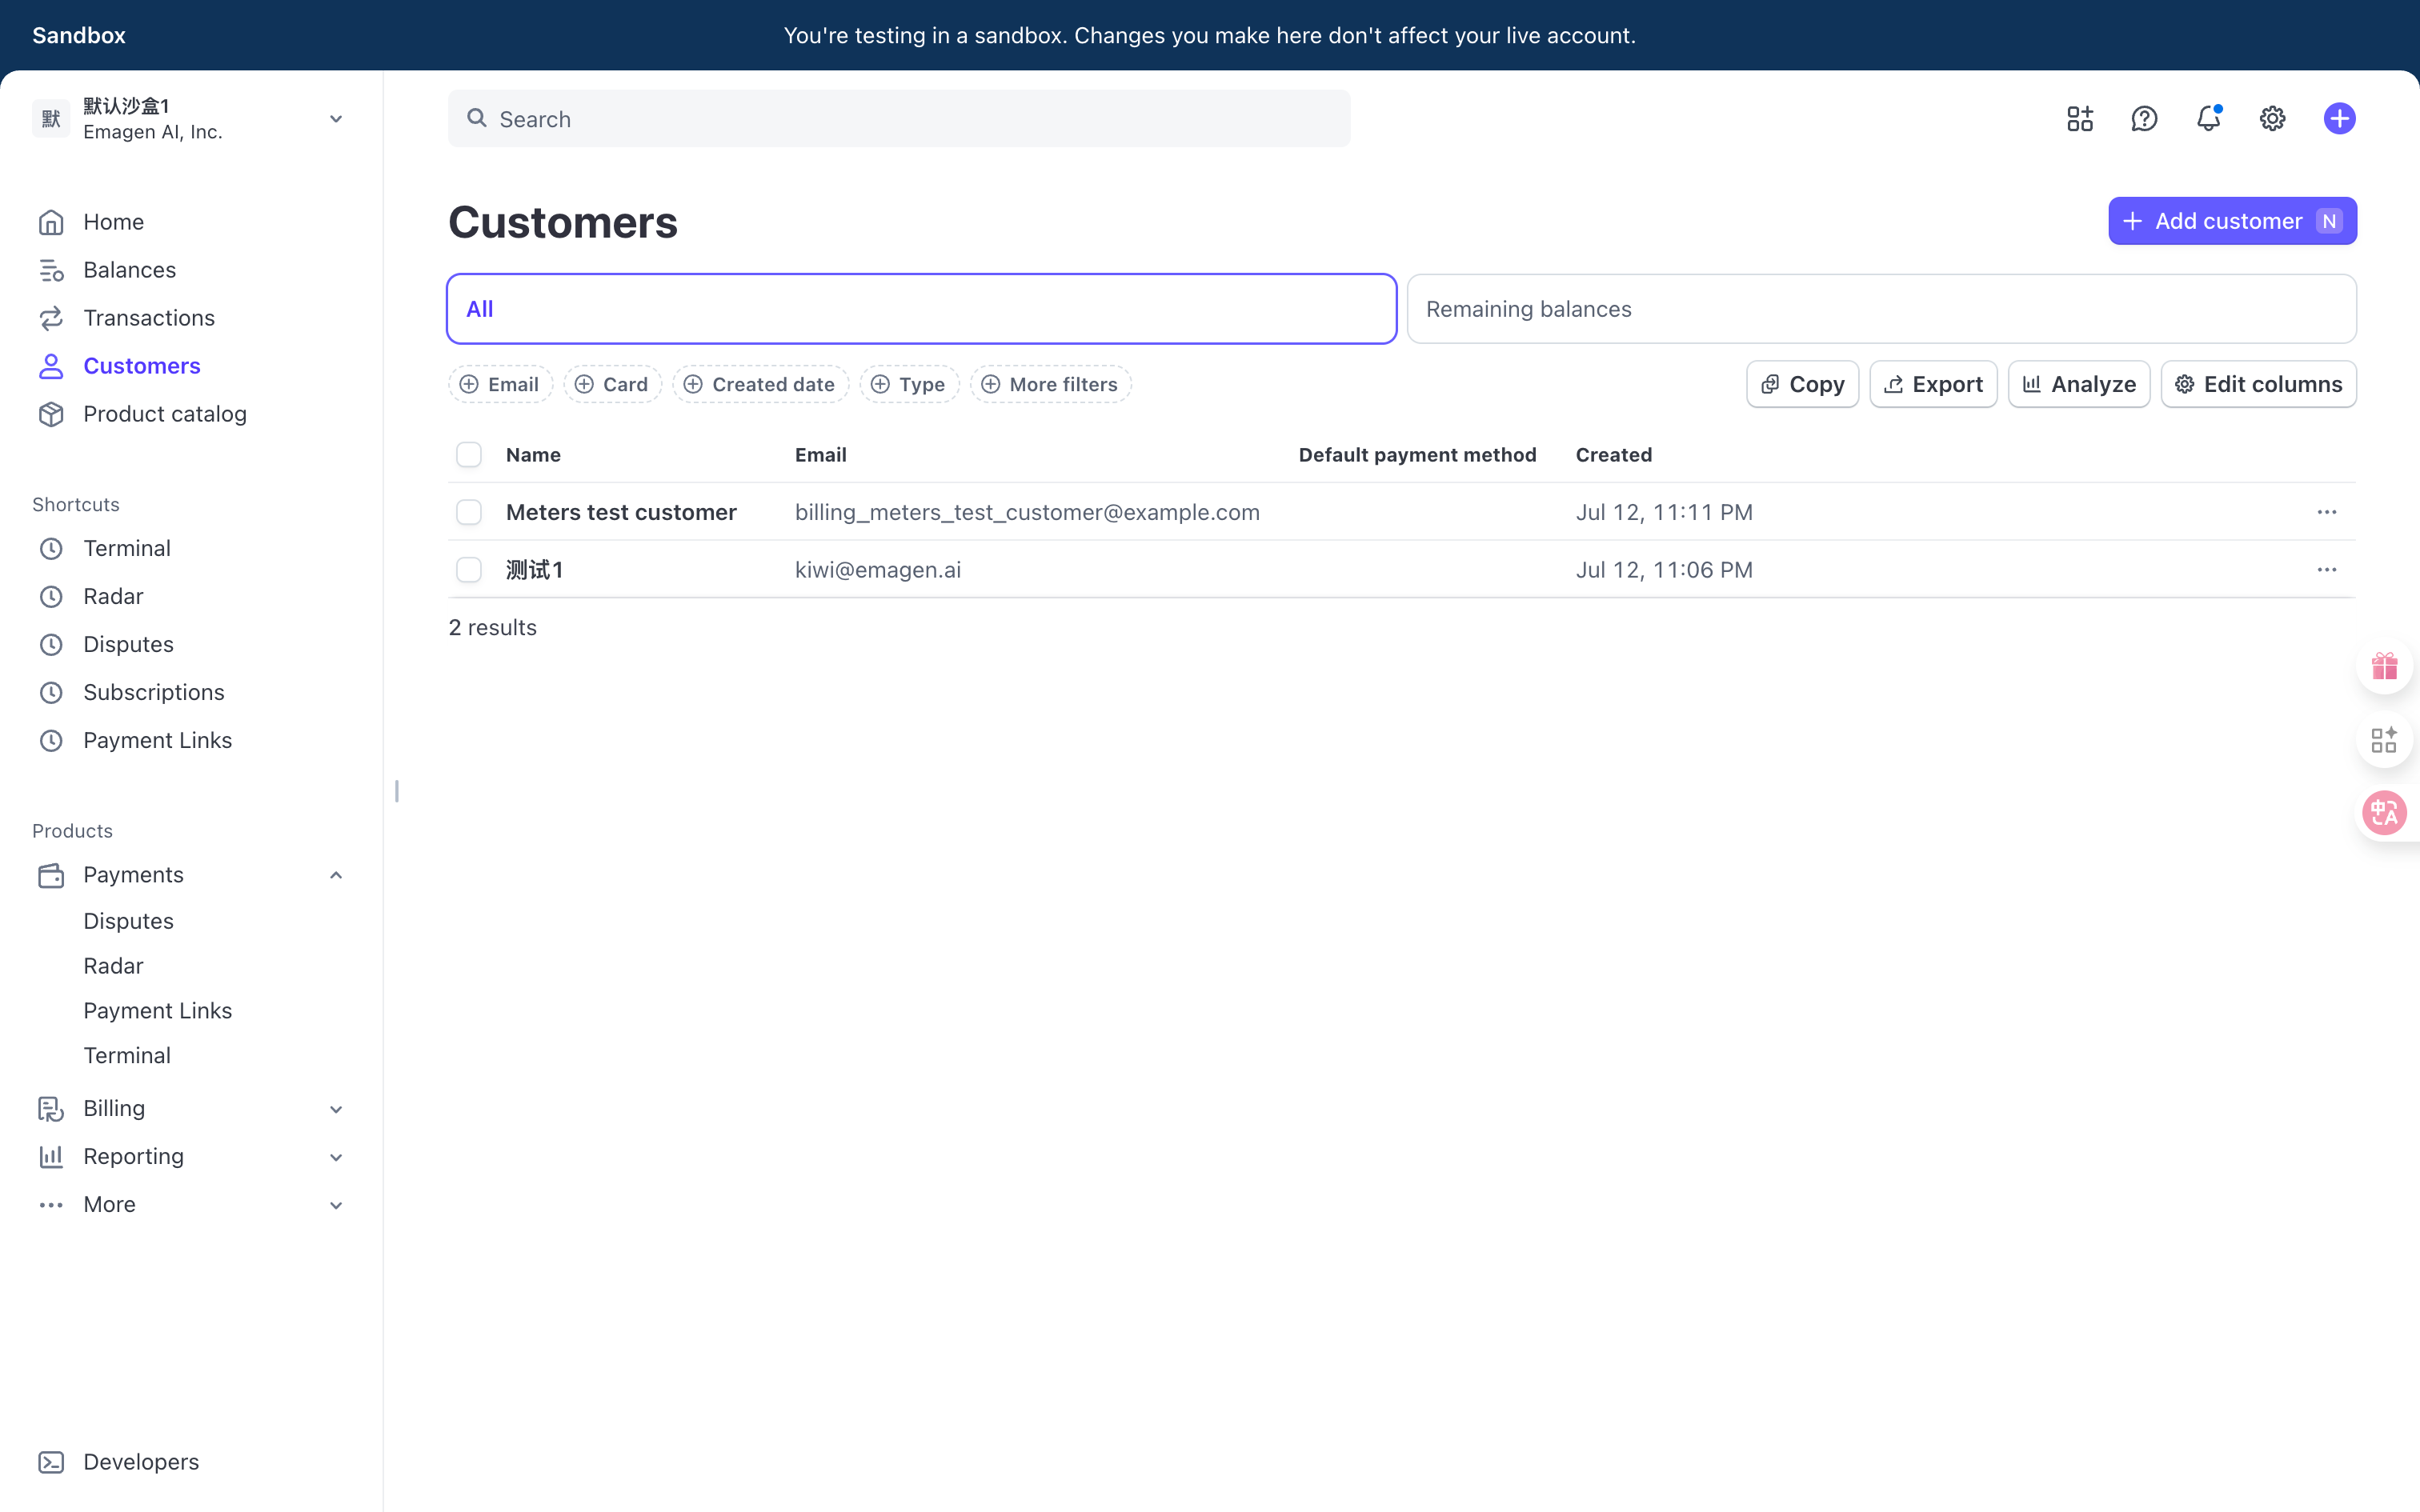 Sandbox
You're testing in a sandbox. Changes you make here don't affect your live account.
默
默认沙盒1
Emagen AI, Inc.
Search
Home
Balances
Transactions
Customers
Product catalog
Shortcuts
Terminal
Radar
Disputes
Subscriptions
Payment Links
Products
Payments
Disputes
Radar
Payment Links
Terminal
Billing
Reporting
More
Developers
Customers
Add customer N
All
Remaining balances
Email Card Created date Type More filters
Copy Export Analyze Edit columns
Name Email Default payment method Created
Meters test customer billing_meters_test_customer@example.com Jul 12, 11:11 PM
测试1 kiwi@emagen.ai Jul 12, 11:06 PM
2 results
中A